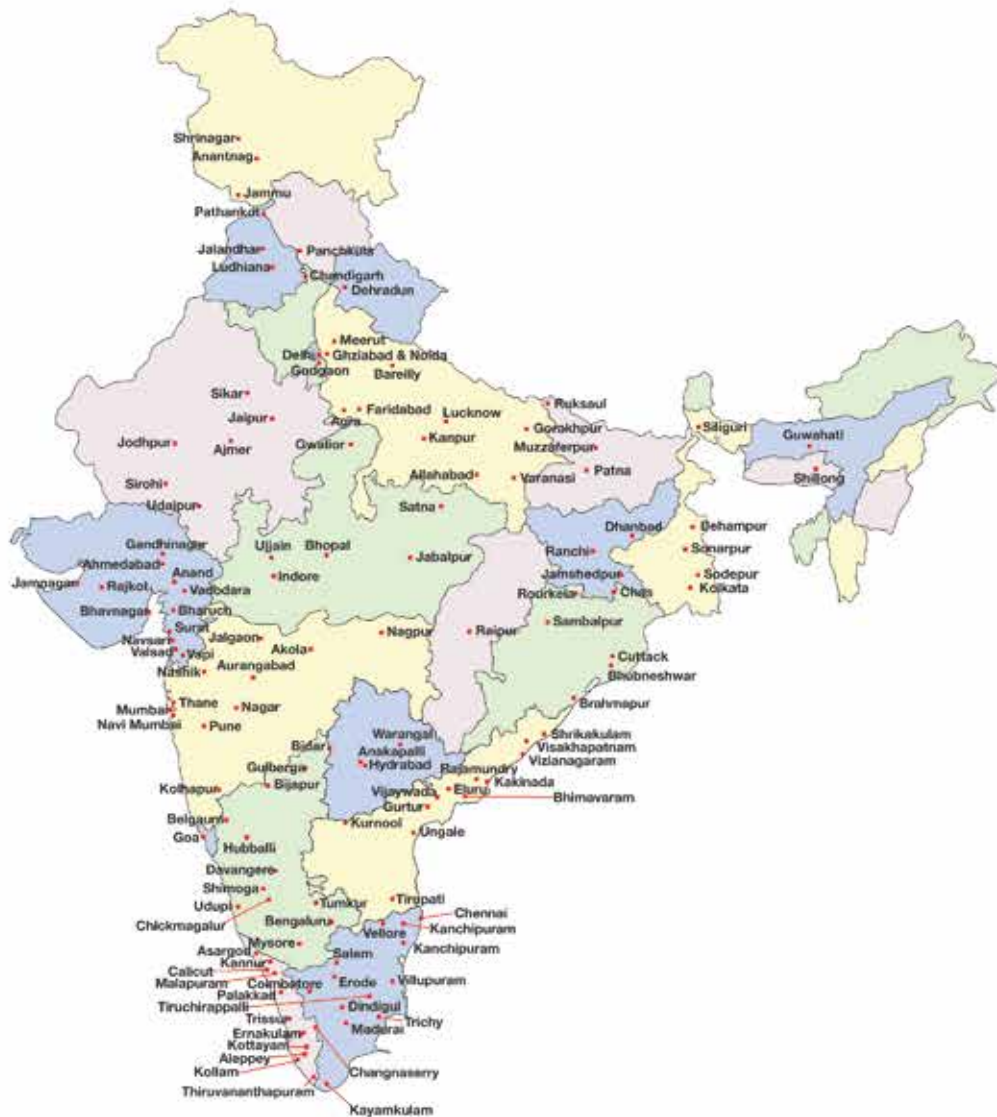 Shrinagar
Anantnag
Jammu
Pathankot
Jalandhar
Panchkuts
Ludhiana
Chandigarh
Dehradun
Meerut
Delhi
Ghziabad & Noida
Godgaon
Bareilly
Sikar
Agra
Faridabad
Lucknow
Ruksaul
Jaipur
Gorakhpur
Siliguri
Jodhpur
Ajmer
Gwalior
Kanpur
Muzzaferpur
Guwahati
Sirohi
Allahabad
Varanasi
Patna
Shillong
Udaipur
Satna
Dhanbad
Behampur
Gandhinagar
Ujjain
Bhopal
Jabalpur
Ranchi
Sonarpur
Ahmedabad
Anand
Indore
Jamshedpur
Sodepur
Jamnagar
Rajkot
Vadodara
Rourkela
Chas
Kolkata
Bhavnagar
Bharuch
Sambalpur
Surat
Navsari
Jalgaon
Nagpur
Raipur
Valsad
Vapi
Akola
Cuttack
Nashik
Aurangabad
Bhubneshwar
Brahmapur
Thane
Mumbai
Nagar
Navi Mumbai
Pune
Warangal
Shrikakulam
Bidar
Anakapalli
Visakhapatnam
Gulberga
Hydrabad
Vizianagaram
Rajamundry
Kolhapur
Bijapur
Vijaywada
Eluru
Kakinada
Gurtur
Bhimavaram
Belgaum
Kurnool
Goa
Hubballi
Ungale
Davangere
Shimoga
Udupi
Tumkur
Tirupati
Chickmagalur
Bengaluru
Vellore
Chennai
Kanchipuram
Mysore
Kanchipuram
Asargod
Kannur
Salem
Calicut
Malapuram
Coimbatore
Erode
Villupuram
Palakkad
Tiruchirappalli
Dindigul
Trissur
Madurai
Trichy
Ernakulam
Kottayam
Aleppey
Kollam
Changnaserry
Thiruvananthapuram
Kayamkulam